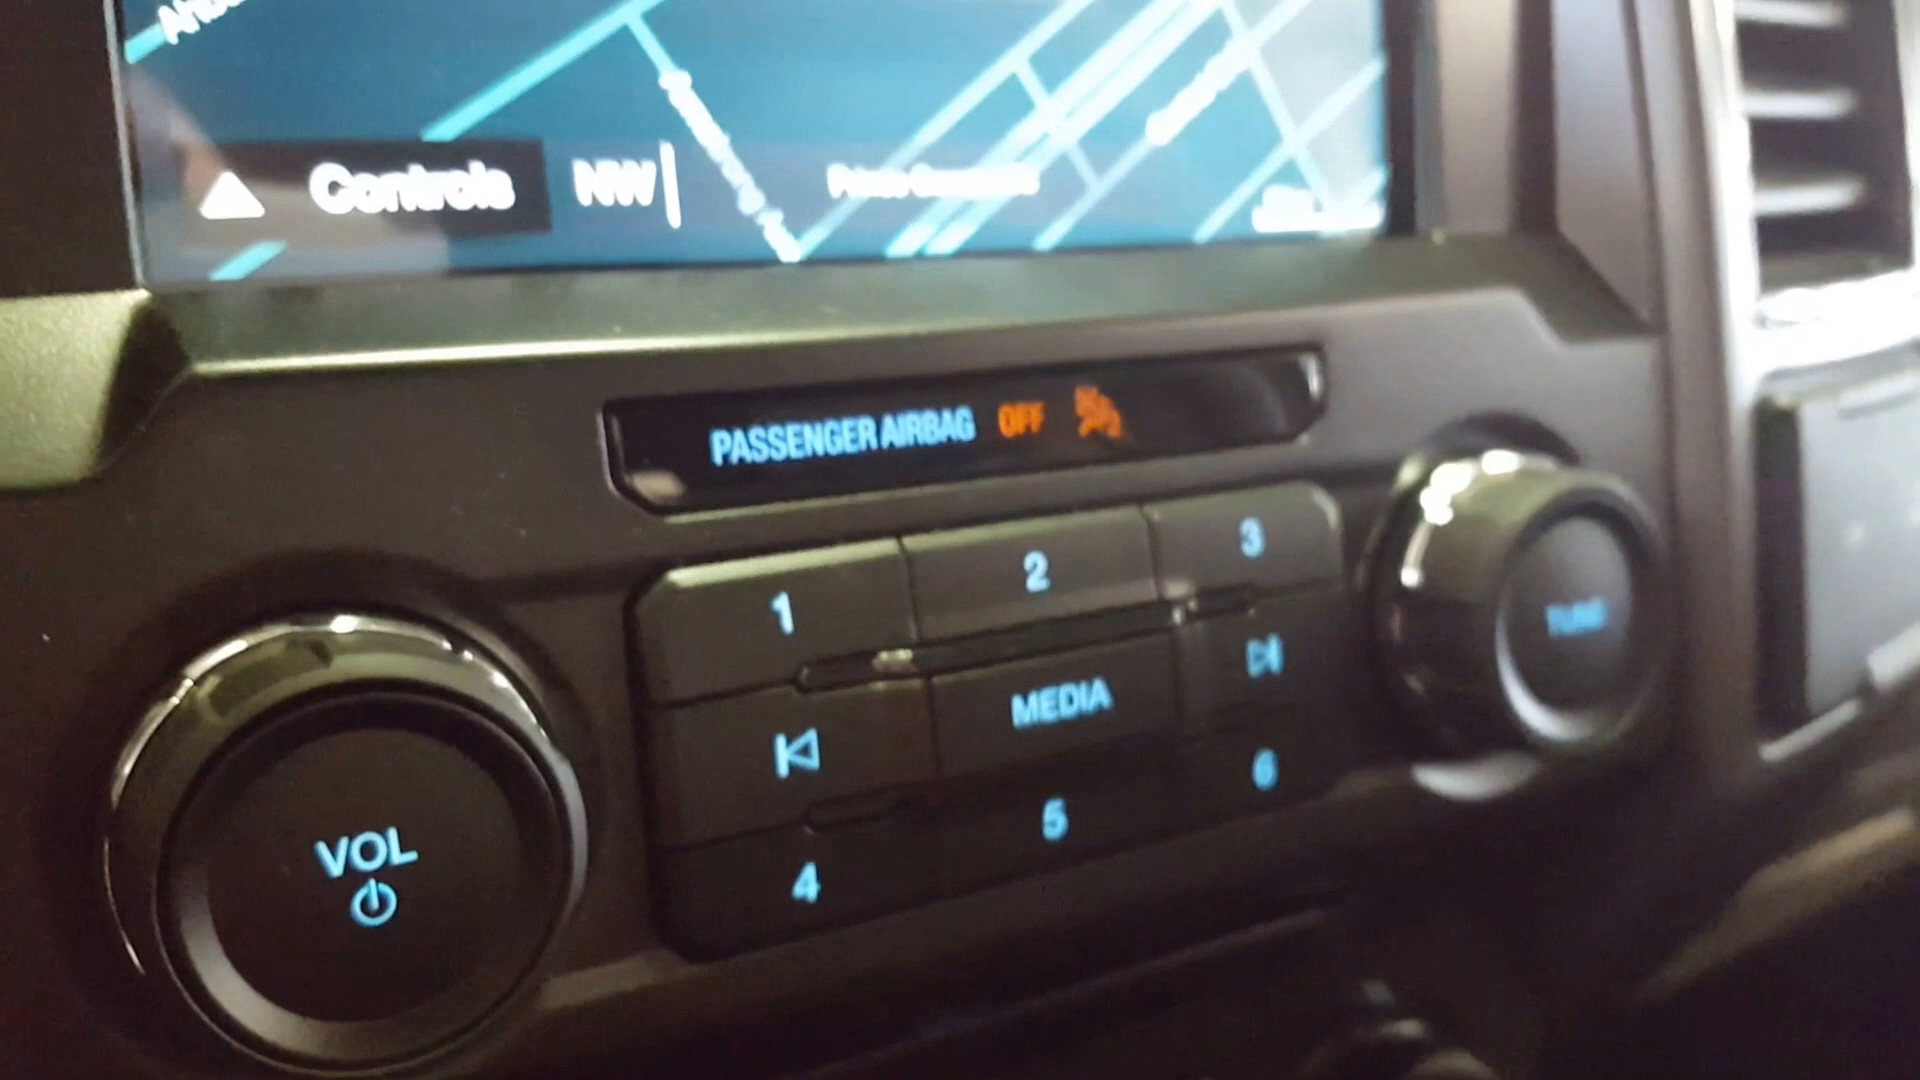 Controls NW
PASSENGER AIRBAG OFF
1 2 3
MEDIA
4 5 6
VOL
TUNE